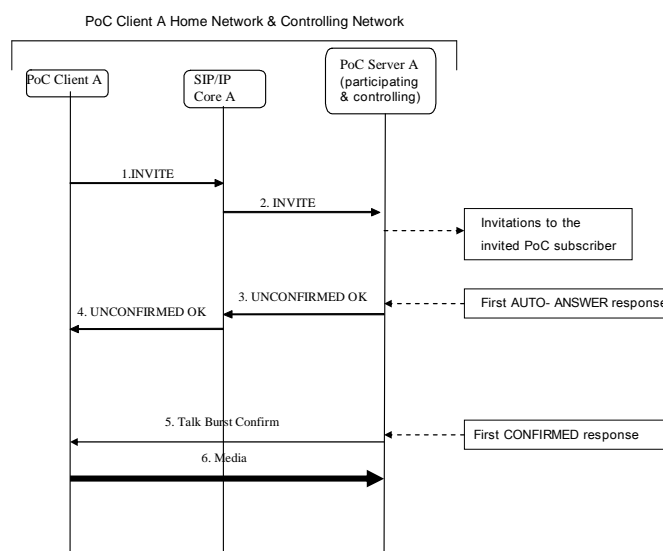 PoC Client A Home Network & Controlling Network
PoC Client A
SIP/IP
Core A
PoC Server A
(participating
& controlling)
1.INVITE
2. INVITE
Invitations to the
invited PoC subscriber
3. UNCONFIRMED OK
4. UNCONFIRMED OK
First AUTO- ANSWER response
5. Talk Burst Confirm
First CONFIRMED response
6. Media